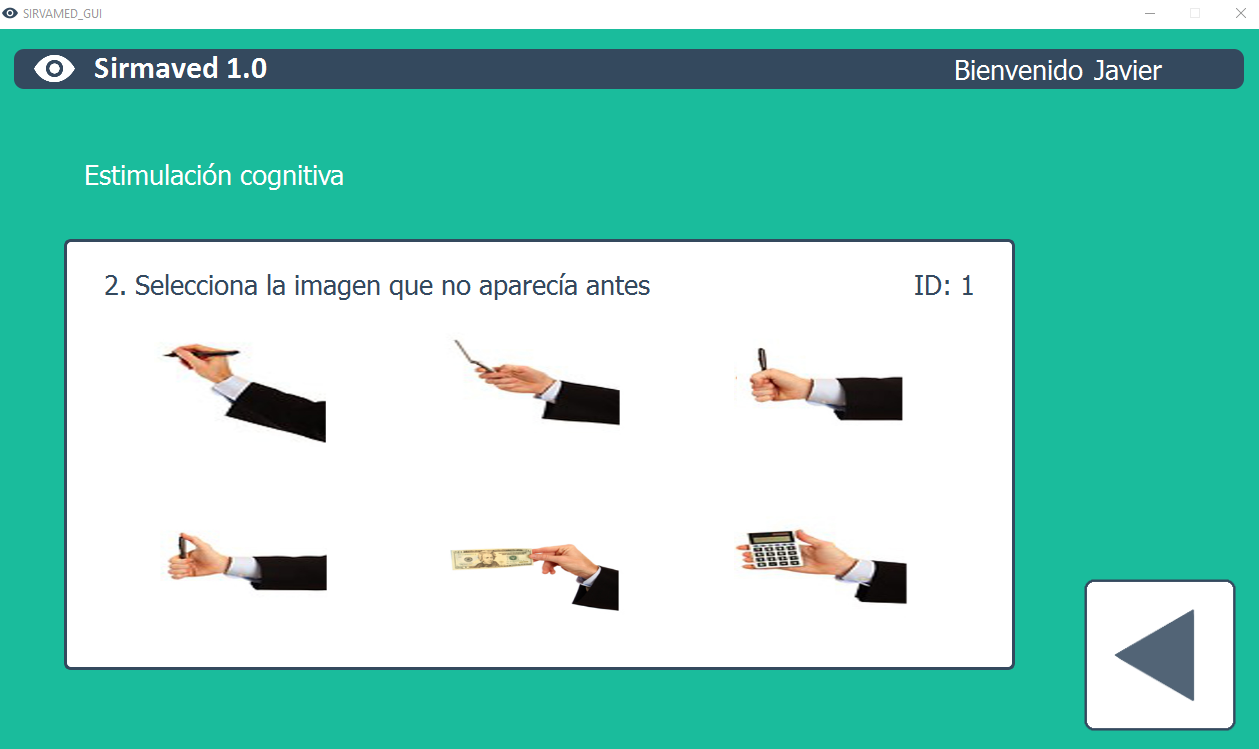 SIRVAMED_GUI
Sirmaved 1.0
Bienvenido Javier
Estimulación cognitiva
2. Selecciona la imagen que no aparecía antes
ID: 1